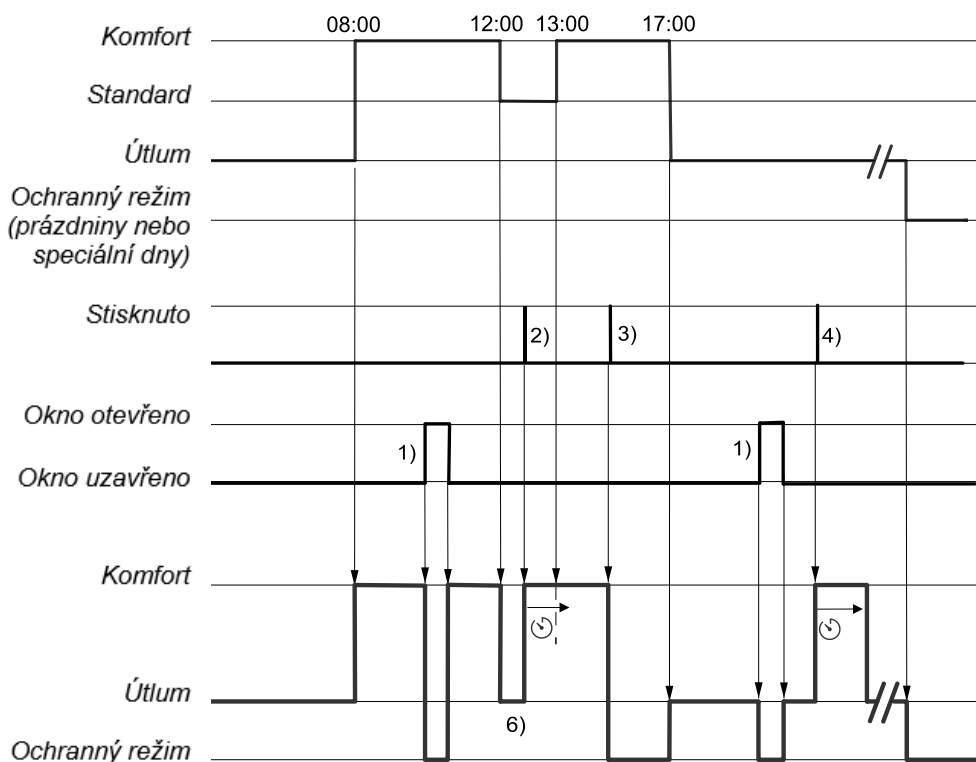 08:00 12:00 13:00 17:00
Komfort
Standard
Útlum
Ochranný režim
(prázdniny nebo
speciální dny)
Stisknuto
2)
3)
4)
Okno otevřeno
1)
1)
Okno uzavřeno
Komfort
Útlum
6)
Ochranný režim